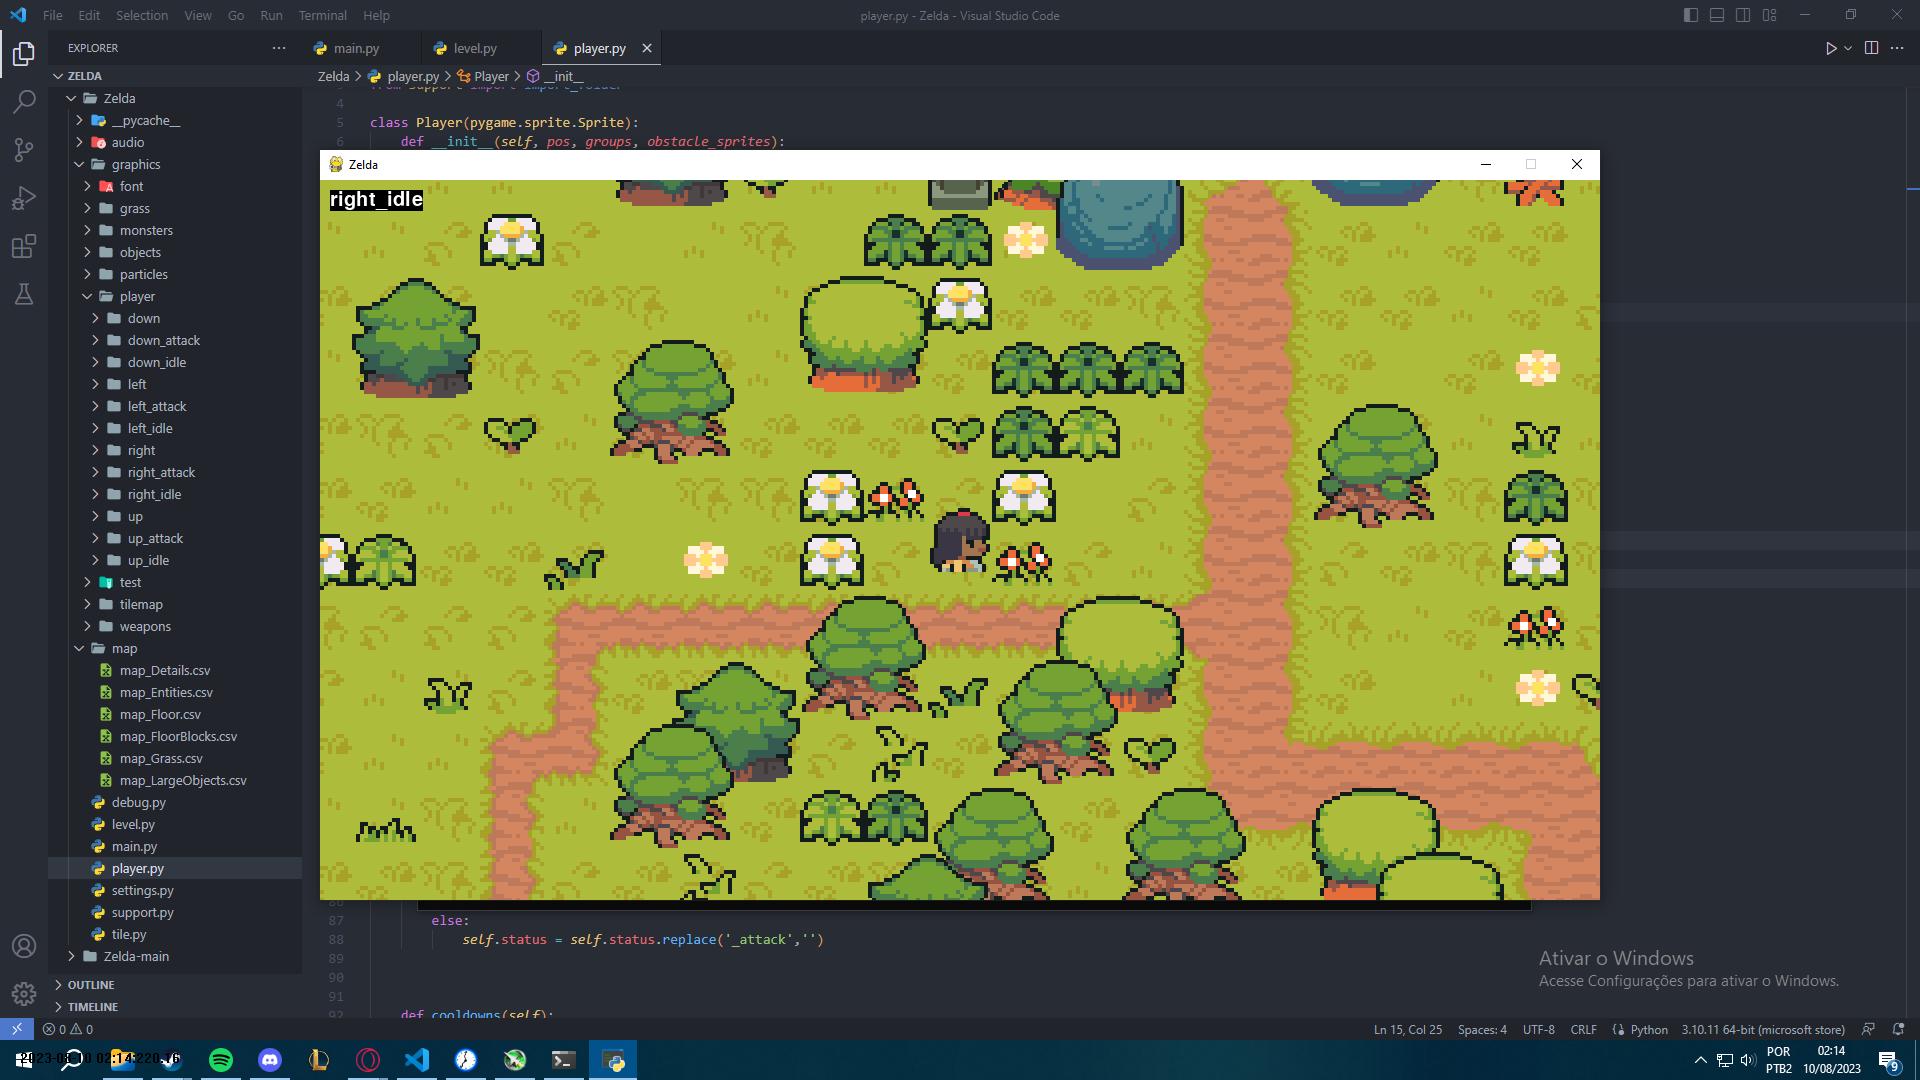 File Edit Selection View Go Run Terminal Help
player.py - Zelda - Visual Studio Code
EXPLORER
main.py
level.py
player.py
ZELDA
Zelda > player.py > Player > __init__
Zelda
__pycache__
audio
graphics
font
grass
monsters
objects
particles
player
down
down_attack
down_idle
left
left_attack
left_idle
right
right_attack
right_idle
up
up_attack
up_idle
test
tilemap
weapons
map
map_Details.csv
map_Entities.csv
map_Floor.csv
map_FloorBlocks.csv
map_Grass.csv
map_LargeObjects.csv
debug.py
level.py
main.py
player.py
settings.py
support.py
tile.py
Zelda-main
OUTLINE
TIMELINE
4
5 class Player(pygame.sprite.Sprite):
6 def __init__(self, pos, groups, obstacle_sprites):
Zelda
right_idle
87 else:
88 self.status = self.status.replace('_attack','')
89
90
91
92 def cooldowns(self):
Ativar o Windows
Acesse Configurações para ativar o Windows.
0 0
Ln 15, Col 25 Spaces: 4 UTF-8 CRLF Python 3.10.11 64-bit (microsoft store)
POR
PTB2
02:14
10/08/2023
9